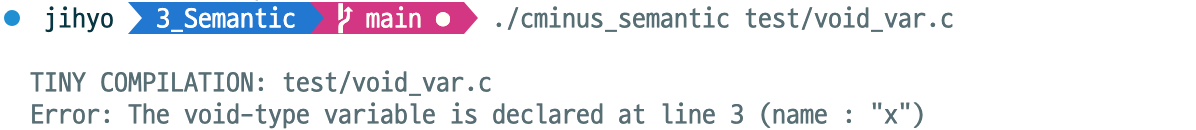 jihyo 3_Semantic main ./cminus_semantic test/void_var.c
TINY COMPILATION: test/void_var.c
Error: The void-type variable is declared at line 3 (name : "x")